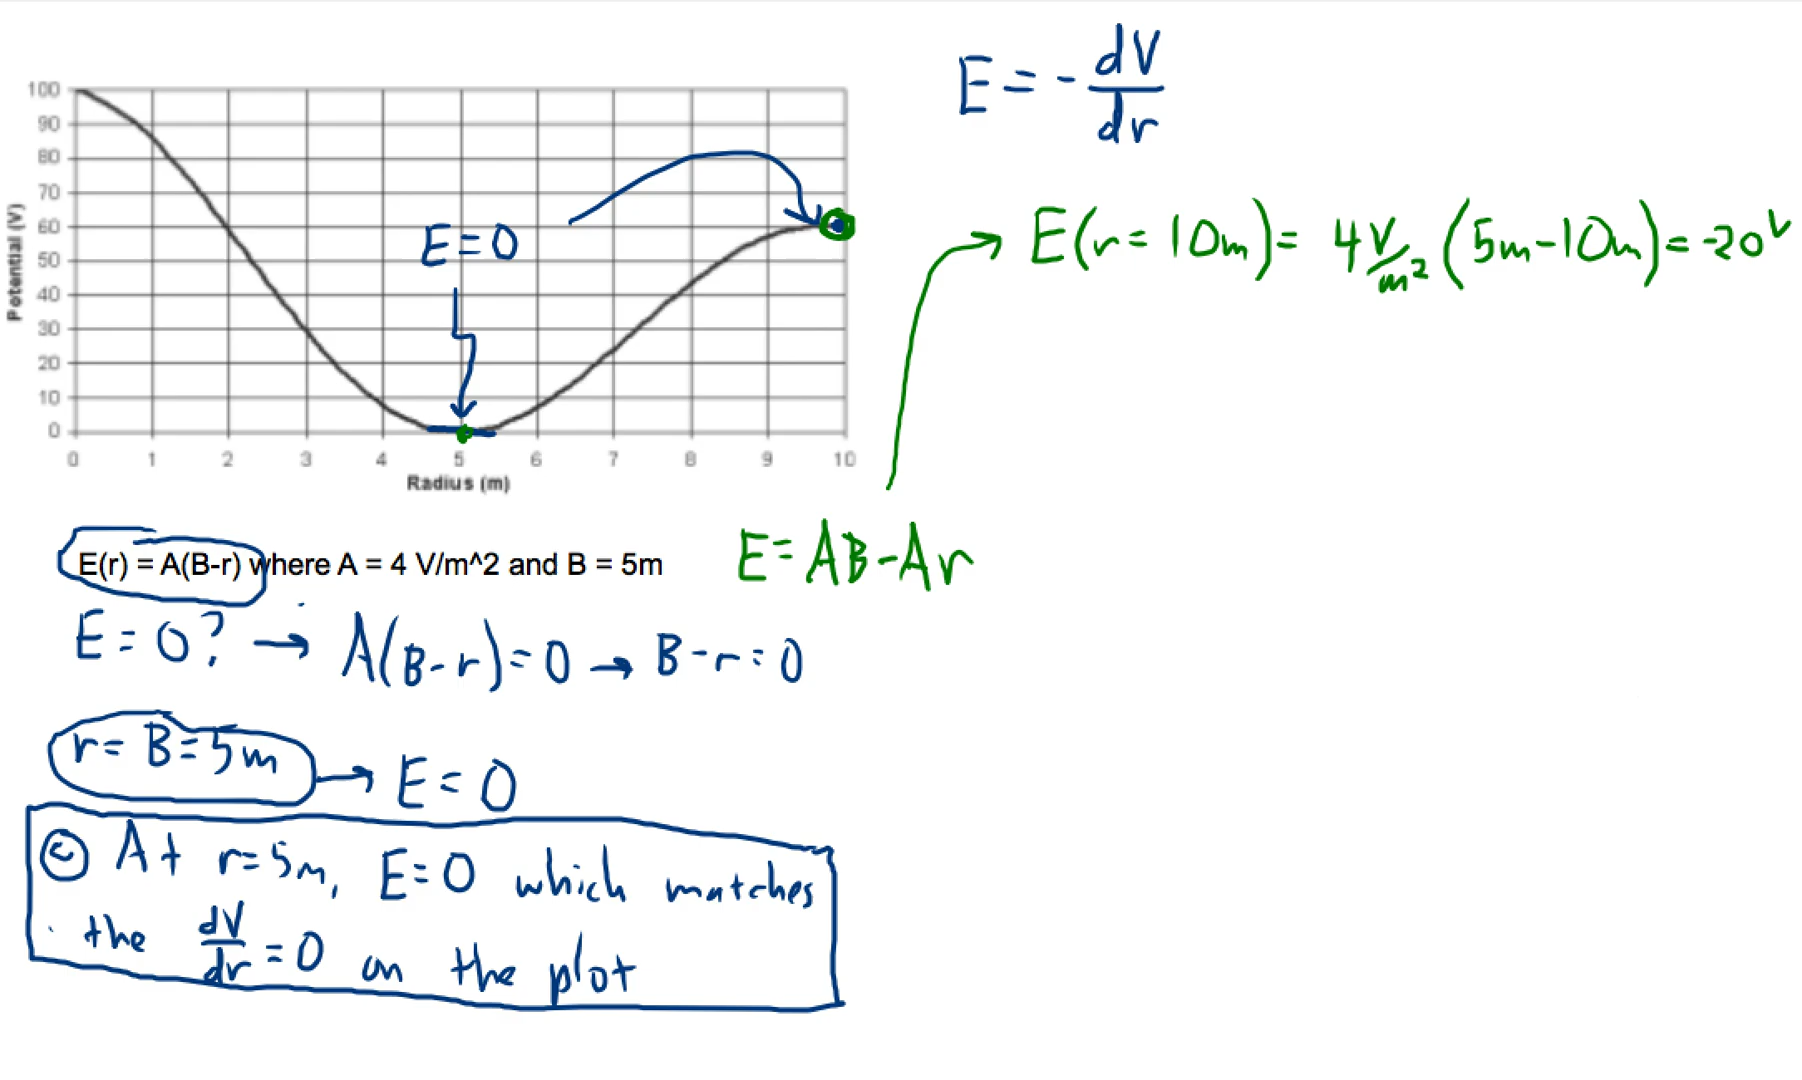 E = - dV/dr
100
90
80
70
60
50
40
30
20
10
0
Potential (V)
E = 0
0 1 2 3 4 5 6 7 8 9 10
Radius (m)
E(r = 10m) = 4 V/m² (5m - 10m) = -20 V
E(r) = A(B-r) where A = 4 V/m^2 and B = 5m
E = AB - Ar
E = 0? → A(B-r) = 0 → B - r = 0
r = B = 5m → E = 0
ⓒ At r = 5m, E = 0 which matches
the dV/dr = 0 on the plot